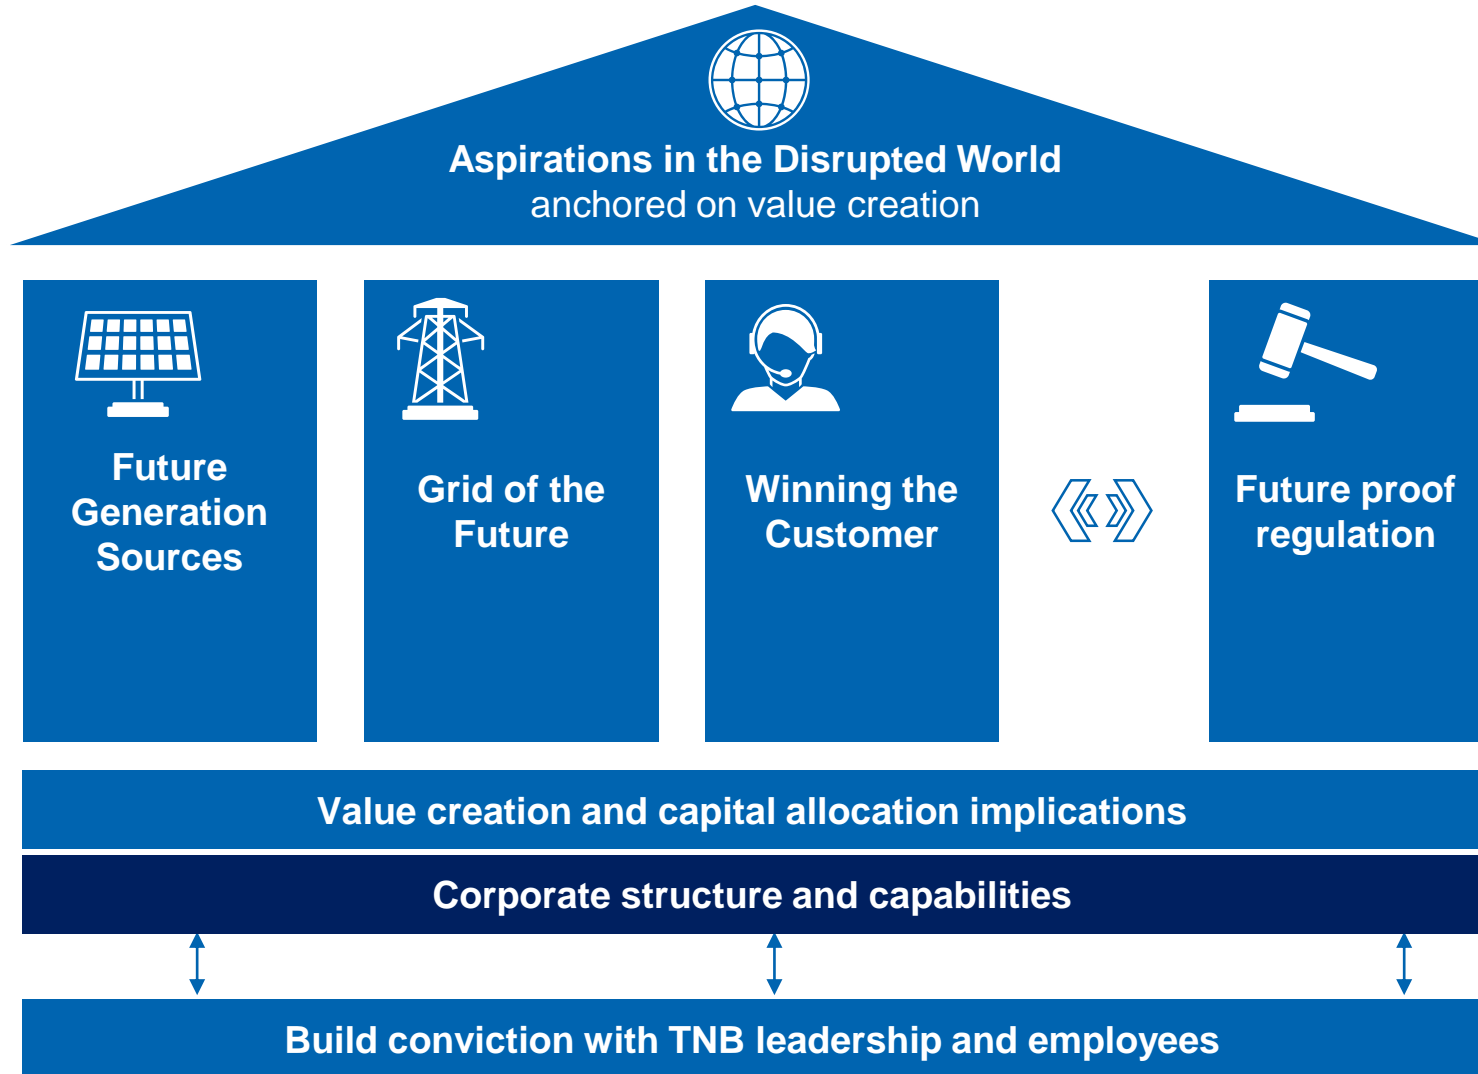 Aspirations in the Disrupted World
anchored on value creation
Future
Generation
Sources
Grid of the
Future
Winning the
Customer
Future proof
regulation
Value creation and capital allocation implications
Corporate structure and capabilities
Build conviction with TNB leadership and employees